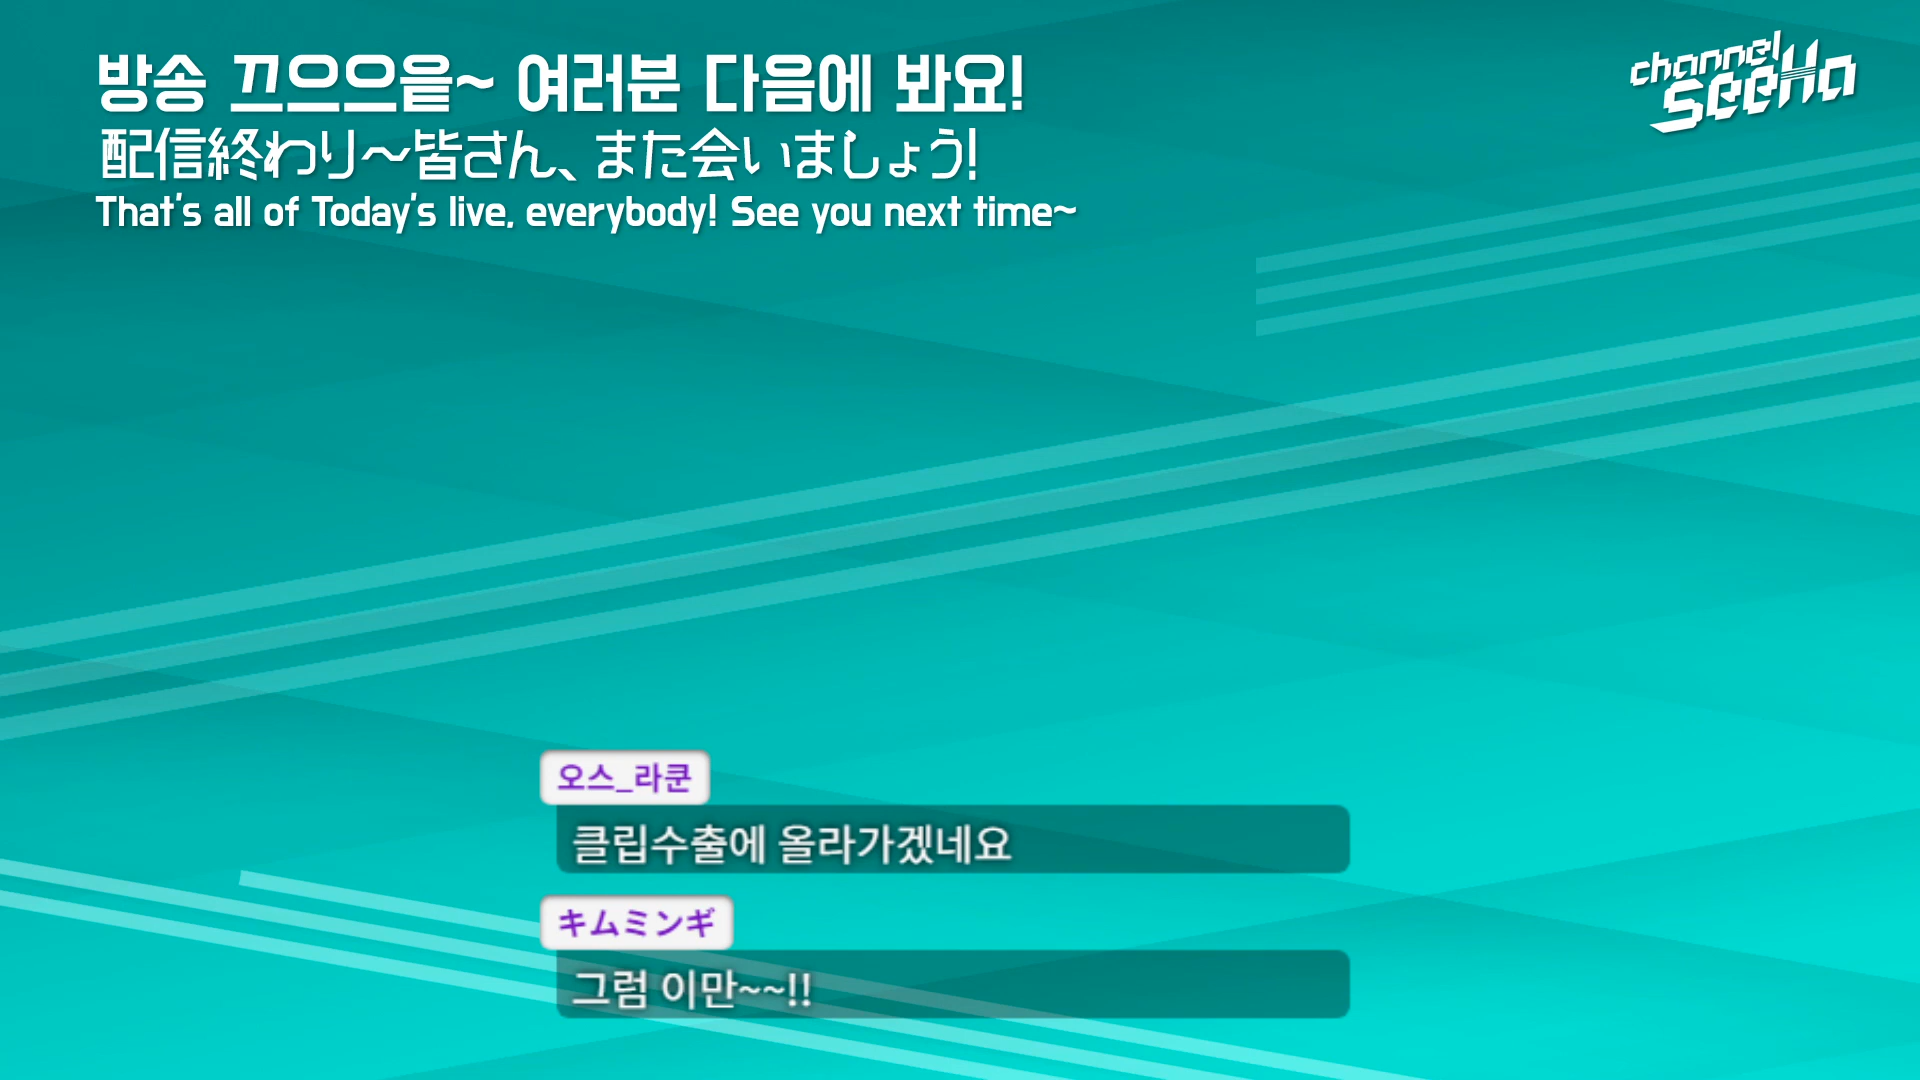 방송 끄으으읕~ 여러분 다음에 봐요!
channel
SeeHa
配信終わり～皆さん、また会いましょう!
That's all of Today's live, everybody! See you next time~
오스_라쿤
클립수출에 올라가겠네요
キムミンギ
그럼 이만~~!!